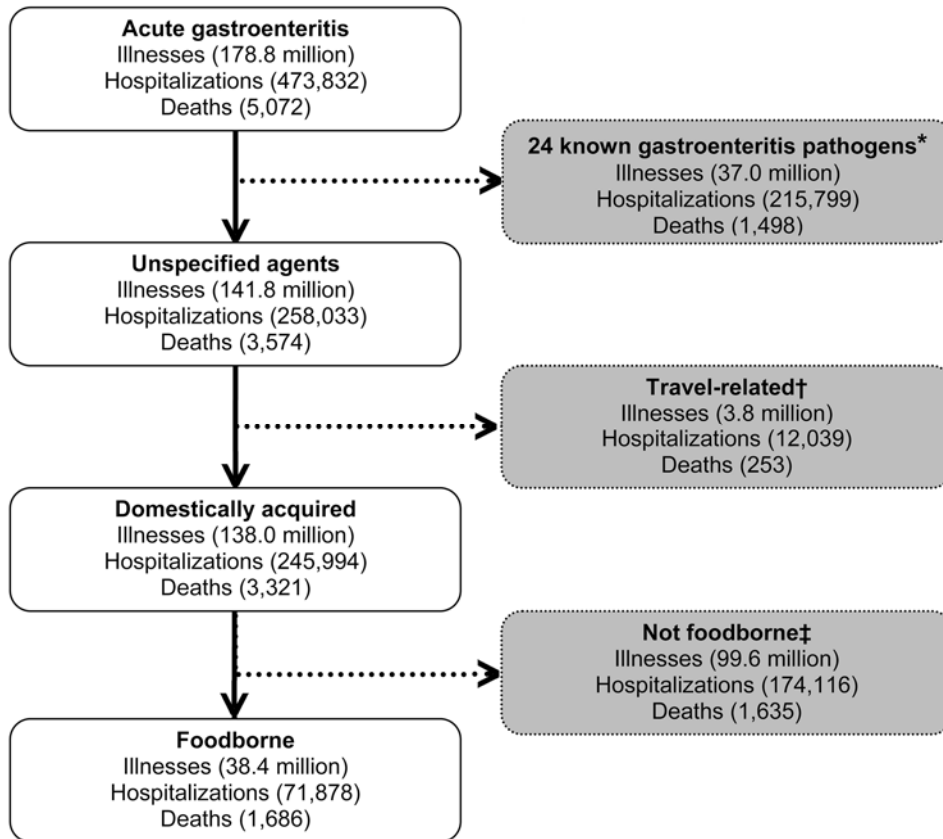 Acute gastroenteritis
Illnesses (178.8 million)
Hospitalizations (473,832)
Deaths (5,072)
24 known gastroenteritis pathogens*
Illnesses (37.0 million)
Hospitalizations (215,799)
Deaths (1,498)
Unspecified agents
Illnesses (141.8 million)
Hospitalizations (258,033)
Deaths (3,574)
Travel-related†
Illnesses (3.8 million)
Hospitalizations (12,039)
Deaths (253)
Domestically acquired
Illnesses (138.0 million)
Hospitalizations (245,994)
Deaths (3,321)
Not foodborne‡
Illnesses (99.6 million)
Hospitalizations (174,116)
Deaths (1,635)
Foodborne
Illnesses (38.4 million)
Hospitalizations (71,878)
Deaths (1,686)